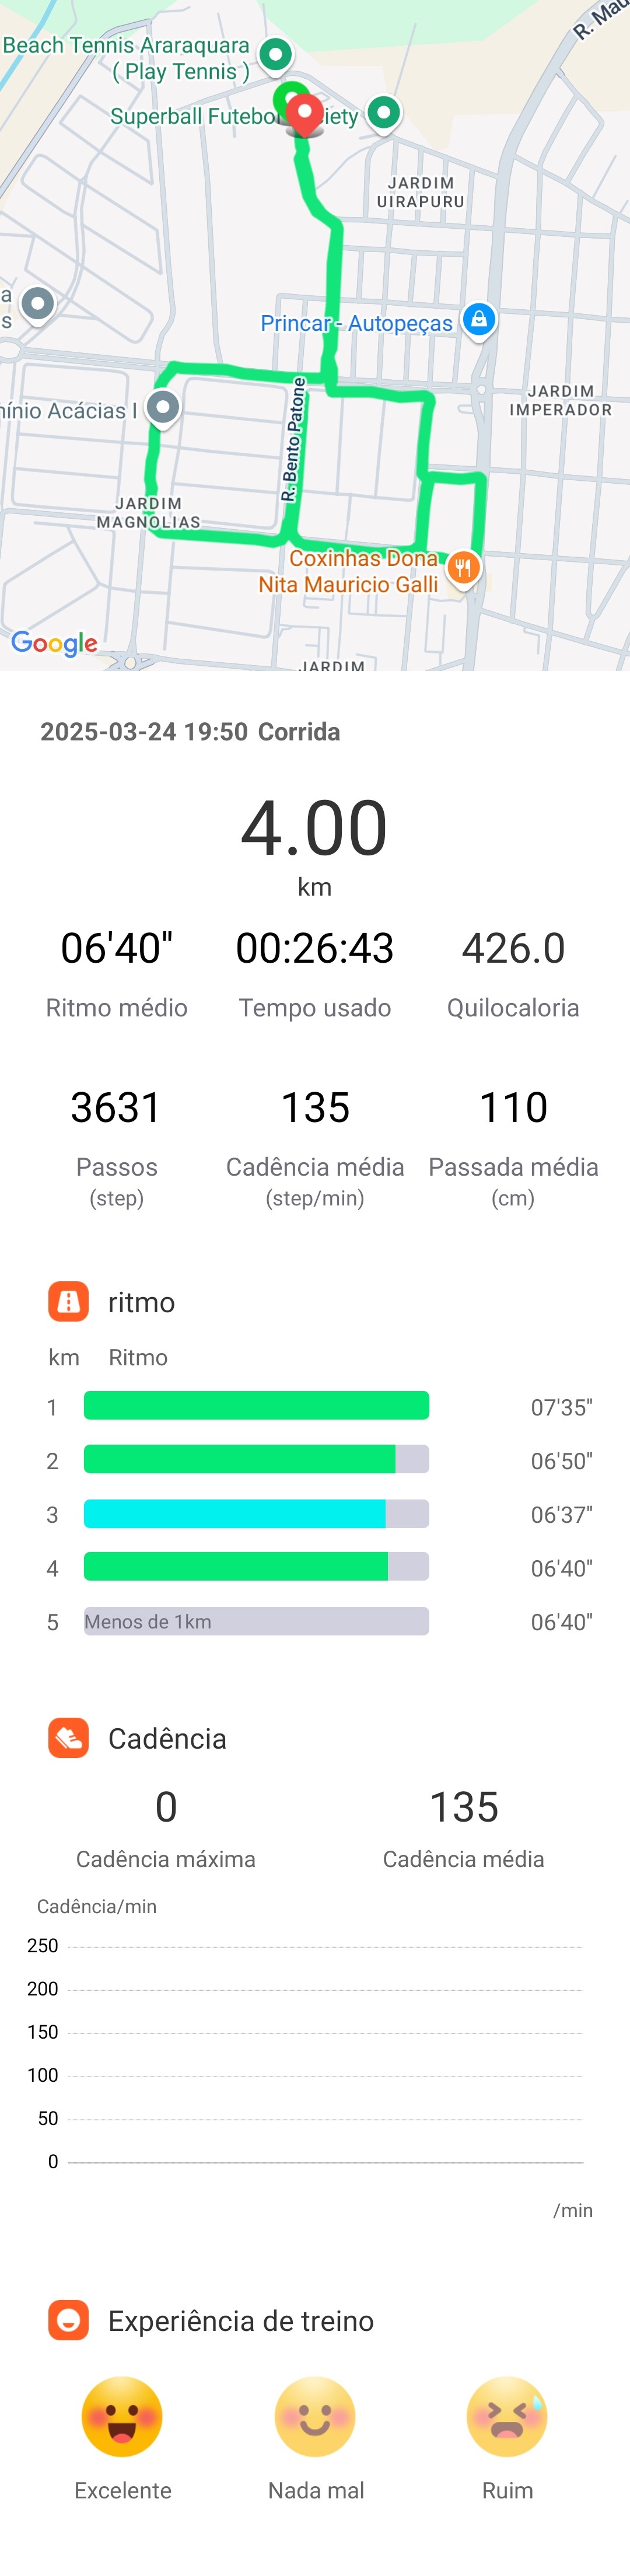 R. Mau
Beach Tennis Araraquara
( Play Tennis )
Superball Futebol
iety
JARDIM
UIRAPURU
a
s
Princar - Autopeças
JARDIM
IMPERADOR
ínio Acácias I
R. Bento Patone
JARDIM
MAGNÓLIAS
Coxinhas Dona
Nita Mauricio Galli
Google
JARDIM
2025-03-24 19:50 Corrida
4.00
km
06'40" 00:26:43 426.0
Ritmo médio Tempo usado Quilocaloria
3631 135 110
Passos Cadência média Passada média
(step) (step/min) (cm)
ritmo
km Ritmo
1 07'35"
2 06'50"
3 06'37"
4 06'40"
5 Menos de 1km 06'40"
Cadência
0 135
Cadência máxima Cadência média
Cadência/min
250
200
150
100
50
0
/min
Experiência de treino
Excelente Nada mal Ruim